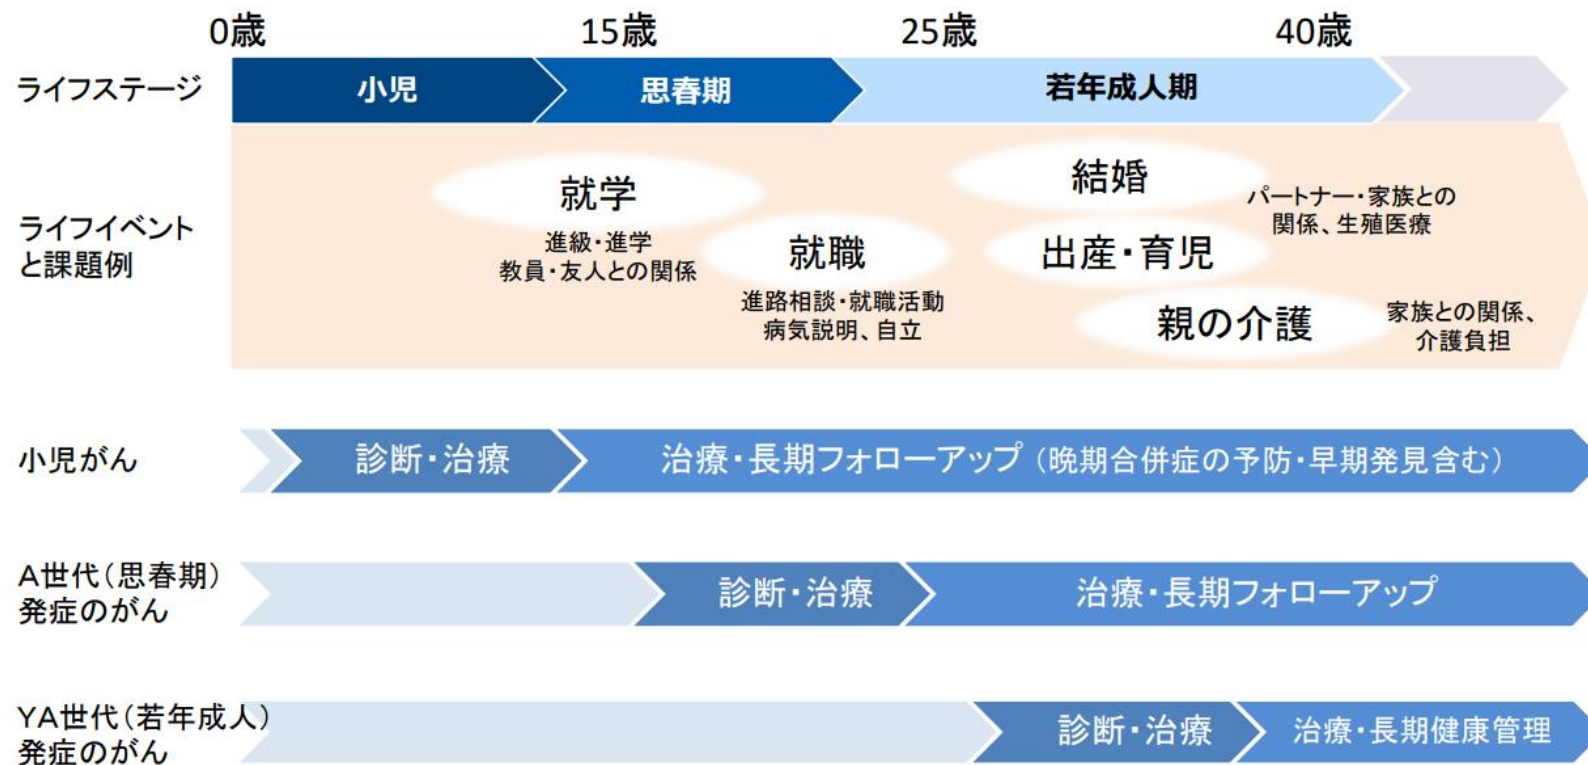 0歳
15歳
25歳
40歳
ライフステージ
小児
思春期
若年成人期
ライフイベント
と課題例
就学
進級・進学
教員・友人との関係
就職
進路相談・就職活動
病気説明、自立
結婚
パートナー・家族との
関係、生殖医療
出産・育児
親の介護
家族との関係、
介護負担
小児がん
診断・治療
治療・長期フォローアップ（晩期合併症の予防・早期発見含む）
A世代（思春期）
発症のがん
診断・治療
治療・長期フォローアップ
YA世代（若年成人）
発症のがん
診断・治療
治療・長期健康管理